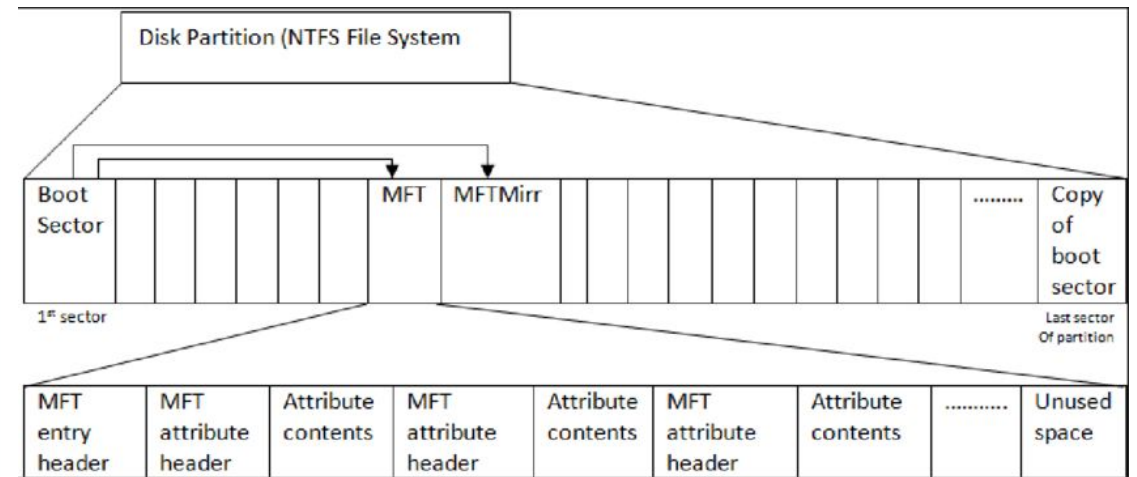 Disk Partition (NTFS File System
Boot
Sector
MFT
MFTMirr
.........
Copy
of
boot
sector
1st sector
Last sector
Of partition
MFT
entry
header
MFT
attribute
header
Attribute
contents
MFT
attribute
header
Attribute
contents
MFT
attribute
header
Attribute
contents
...........
Unused
space